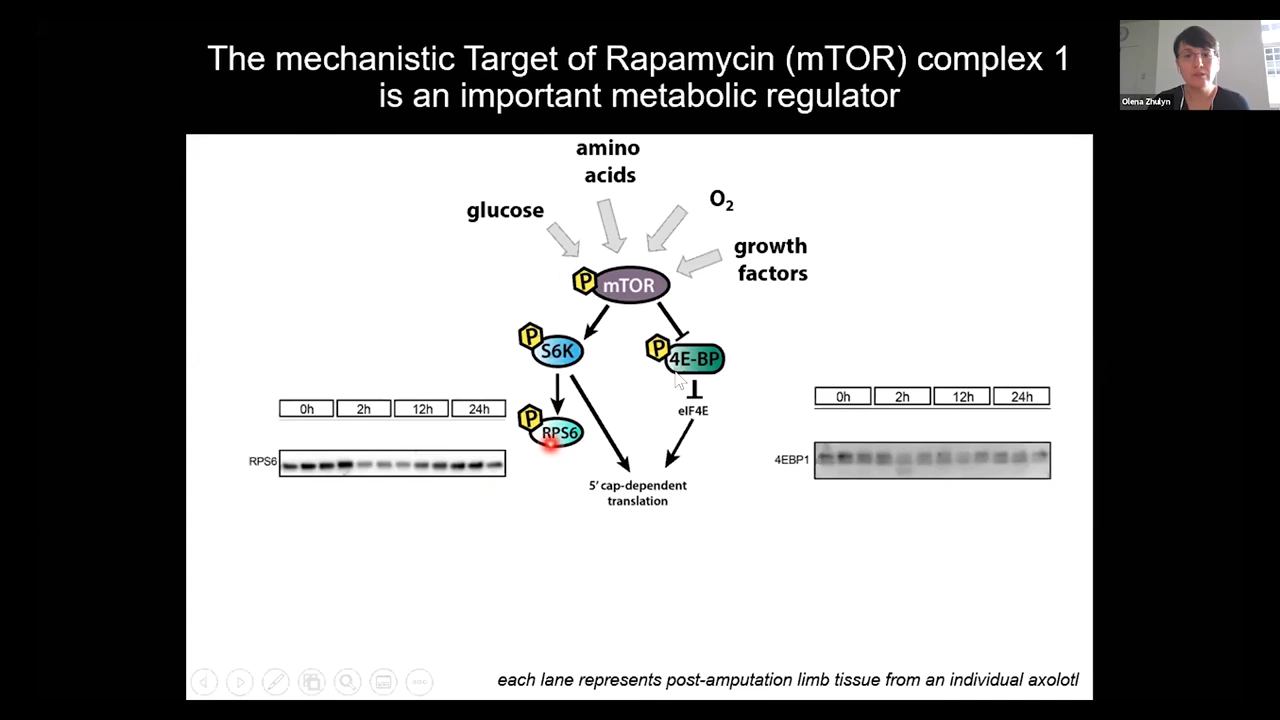 The mechanistic Target of Rapamycin (mTOR) complex 1
is an important metabolic regulator
Olena Zhulyn
amino
acids
glucose
O₂
growth
factors
P
mTOR
P
S6K
P
4E-BP
P
RPS6
eIF4E
5’ cap-dependent
translation
0h 2h 12h 24h
RPS6
0h 2h 12h 24h
4EBP1
each lane represents post-amputation limb tissue from an individual axolotl